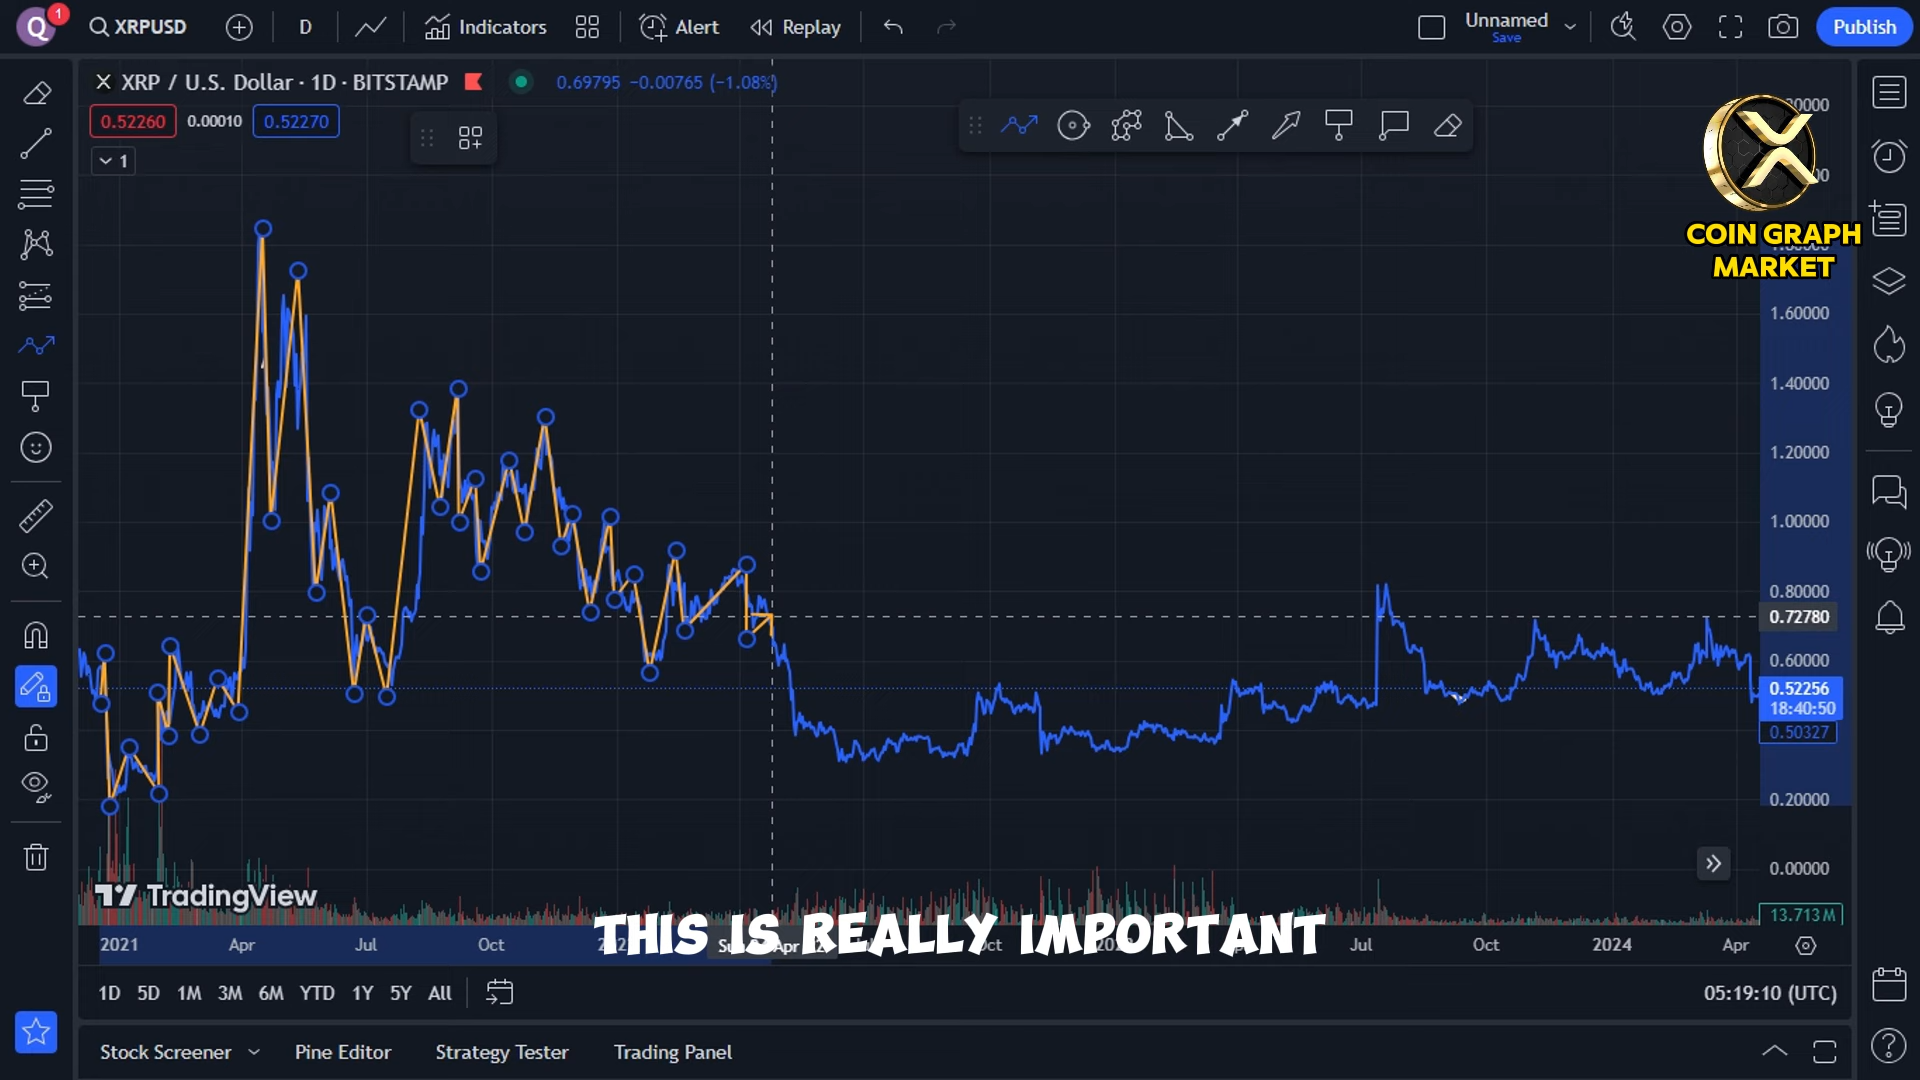 Q 1 XRPUSD D Indicators Alert Replay Unnamed Save Publish
X XRP / U.S. Dollar · 1D · BITSTAMP 0.69795 −0.00765 (−1.08%)
0.52260 0.00010 0.52270
1
COIN GRAPH
MARKET
1.60000
1.40000
1.20000
1.00000
0.80000
0.72780
0.60000
0.52256
18:40:50
0.50327
0.20000
0.00000
TradingView
13.713 M
THIS IS REALLY IMPORTANT
2021 Apr Jul Oct Apr Oct Jul Oct 2024 Apr
1D 5D 1M 3M 6M YTD 1Y 5Y All 05:19:10 (UTC)
Stock Screener Pine Editor Strategy Tester Trading Panel